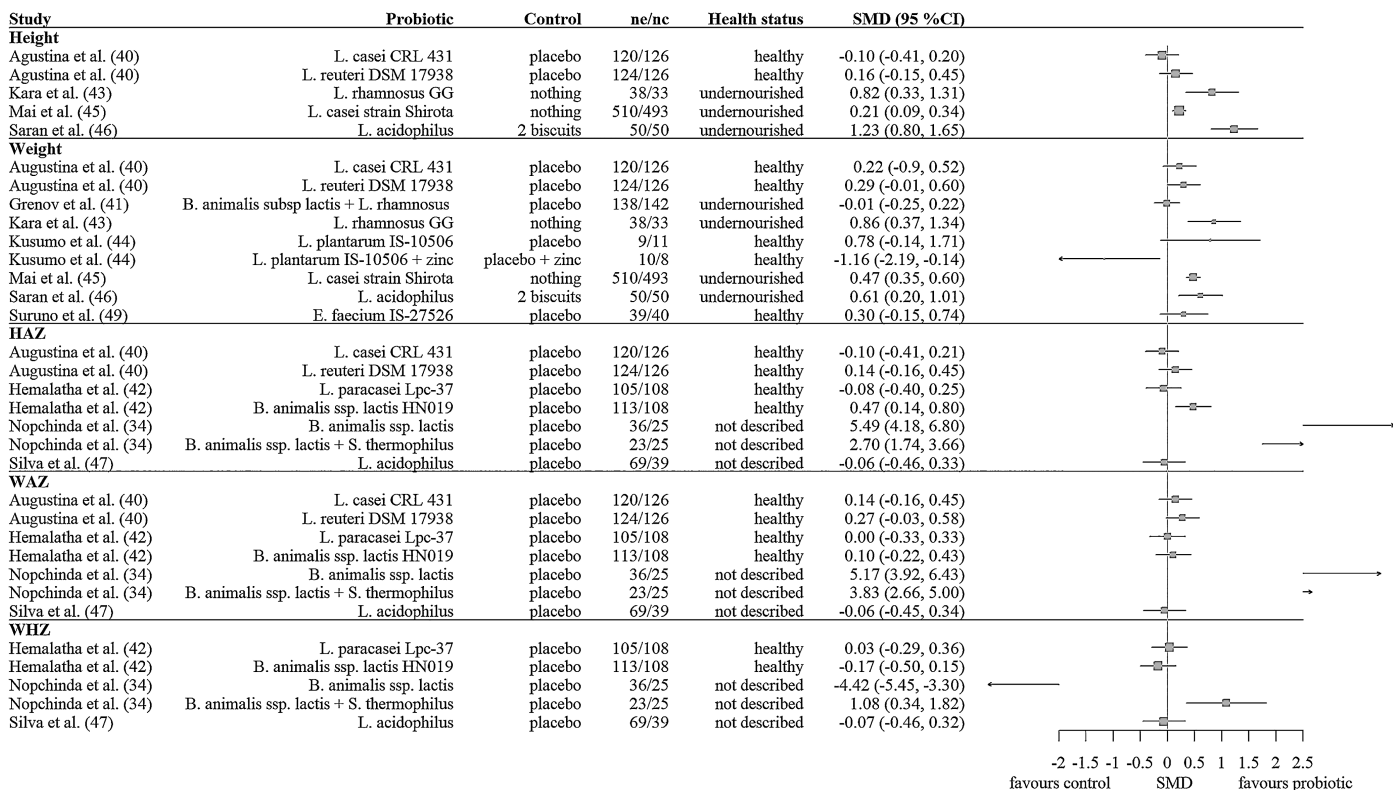 Study Probiotic Control ne/nc Health status SMD (95 %CI)
Height
Agustina et al. (40) L. casei CRL 431 placebo 120/126 healthy -0.10 (-0.41, 0.20)
Agustina et al. (40) L. reuteri DSM 17938 placebo 124/126 healthy 0.16 (-0.15, 0.45)
Kara et al. (43) L. rhamnosus GG nothing 38/33 undernourished 0.82 (0.33, 1.31)
Mai et al. (45) L. casei strain Shirota nothing 510/493 undernourished 0.21 (0.09, 0.34)
Saran et al. (46) L. acidophilus 2 biscuits 50/50 undernourished 1.23 (0.80, 1.65)
Weight
Augustina et al. (40) L. casei CRL 431 placebo 120/126 healthy 0.22 (-0.9, 0.52)
Augustina et al. (40) L. reuteri DSM 17938 placebo 124/126 healthy 0.29 (-0.01, 0.60)
Grenov et al. (41) B. animalis subsp lactis + L. rhamnosus placebo 138/142 undernourished -0.01 (-0.25, 0.22)
Kara et al. (43) L. rhamnosus GG nothing 38/33 undernourished 0.86 (0.37, 1.34)
Kusumo et al. (44) L. plantarum IS-10506 placebo 9/11 healthy 0.78 (-0.14, 1.71)
Kusumo et al. (44) L. plantarum IS-10506 + zinc placebo + zinc 10/8 healthy -1.16 (-2.19, -0.14)
Mai et al. (45) L. casei strain Shirota nothing 510/493 undernourished 0.47 (0.35, 0.60)
Saran et al. (46) L. acidophilus 2 biscuits 50/50 undernourished 0.61 (0.20, 1.01)
Suruno et al. (49) E. faecium IS-27526 placebo 39/40 healthy 0.30 (-0.15, 0.74)
HAZ
Augustina et al. (40) L. casei CRL 431 placebo 120/126 healthy -0.10 (-0.41, 0.21)
Augustina et al. (40) L. reuteri DSM 17938 placebo 124/126 healthy 0.14 (-0.16, 0.45)
Hemalatha et al. (42) L. paracasei Lpc-37 placebo 105/108 healthy -0.08 (-0.40, 0.25)
Hemalatha et al. (42) B. animalis ssp. lactis HN019 placebo 113/108 healthy 0.47 (0.14, 0.80)
Nopchinda et al. (34) B. animalis ssp. lactis placebo 36/25 not described 5.49 (4.18, 6.80)
Nopchinda et al. (34) B. animalis ssp. lactis + S. thermophilus placebo 23/25 not described 2.70 (1.74, 3.66)
Silva et al. (47) L. acidophilus placebo 69/39 not described -0.06 (-0.46, 0.33)
WAZ
Augustina et al. (40) L. casei CRL 431 placebo 120/126 healthy 0.14 (-0.16, 0.45)
Augustina et al. (40) L. reuteri DSM 17938 placebo 124/126 healthy 0.27 (-0.03, 0.58)
Hemalatha et al. (42) L. paracasei Lpc-37 placebo 105/108 healthy 0.00 (-0.33, 0.33)
Hemalatha et al. (42) B. animalis ssp. lactis HN019 placebo 113/108 healthy 0.10 (-0.22, 0.43)
Nopchinda et al. (34) B. animalis ssp. lactis placebo 36/25 not described 5.17 (3.92, 6.43)
Nopchinda et al. (34) B. animalis ssp. lactis + S. thermophilus placebo 23/25 not described 3.83 (2.66, 5.00)
Silva et al. (47) L. acidophilus placebo 69/39 not described -0.06 (-0.45, 0.34)
WHZ
Hemalatha et al. (42) L. paracasei Lpc-37 placebo 105/108 healthy 0.03 (-0.29, 0.36)
Hemalatha et al. (42) B. animalis ssp. lactis HN019 placebo 113/108 healthy -0.17 (-0.50, 0.15)
Nopchinda et al. (34) B. animalis ssp. lactis placebo 36/25 not described -4.42 (-5.45, -3.30)
Nopchinda et al. (34) B. animalis ssp. lactis + S. thermophilus placebo 23/25 not described 1.08 (0.34, 1.82)
Silva et al. (47) L. acidophilus placebo 69/39 not described -0.07 (-0.46, 0.32)
-2 -1.5 -1 -0.5 0 0.5 1 1.5 2 2.5
favours control SMD favours probiotic